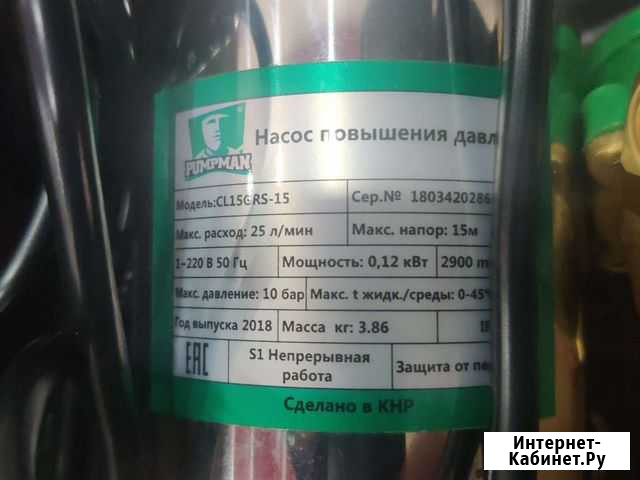 PUMPMAN
Насос повышения давл
Модель:CL15GRS-15 Сер.№ 180342028
Макс. расход: 25 л/мин Макс. напор: 15м
1~220 В 50 Гц Мощность: 0,12 кВт 2900
Макс. давление: 10 бар Макс. t жидк./среды: 0-45°
Год выпуска 2018 Масса кг: 3.86
EAC S1 Непрерывная
работа Защита от
Сделано в КНР
Интернет-
Кабинет.Ру